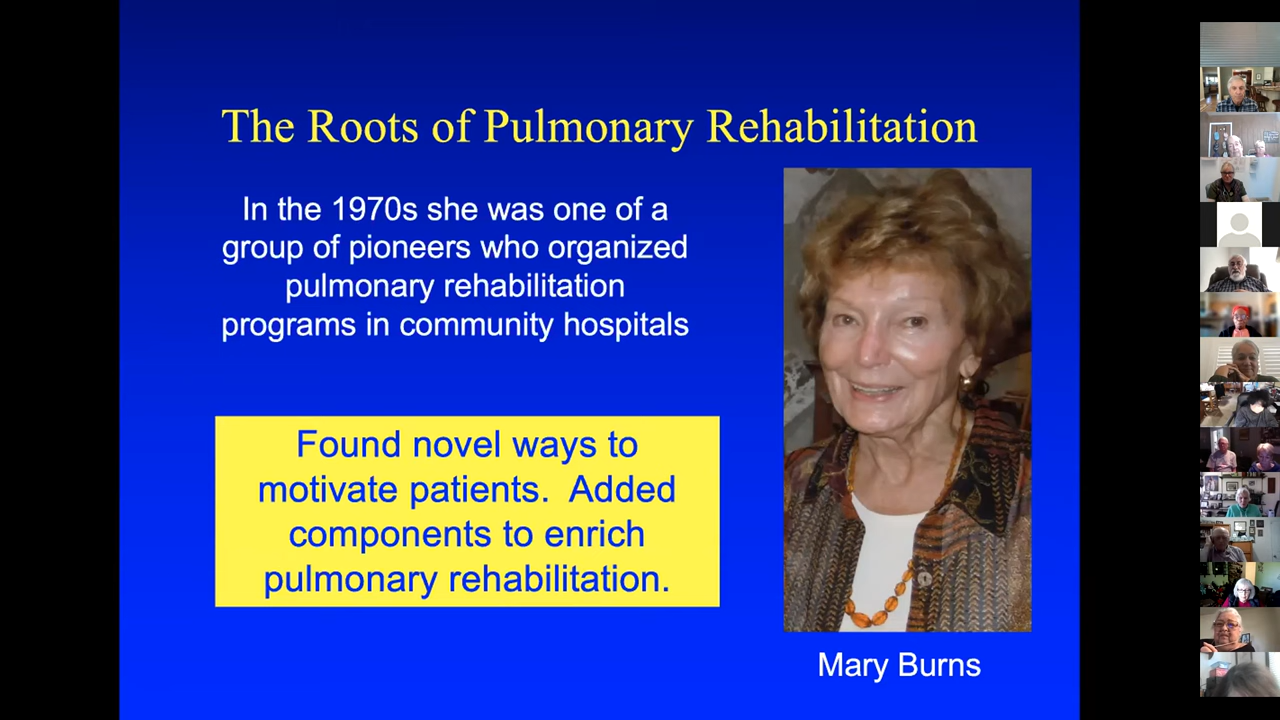 The Roots of Pulmonary Rehabilitation
In the 1970s she was one of a
group of pioneers who organized
pulmonary rehabilitation
programs in community hospitals
Found novel ways to
motivate patients.  Added
components to enrich
pulmonary rehabilitation.
Mary Burns